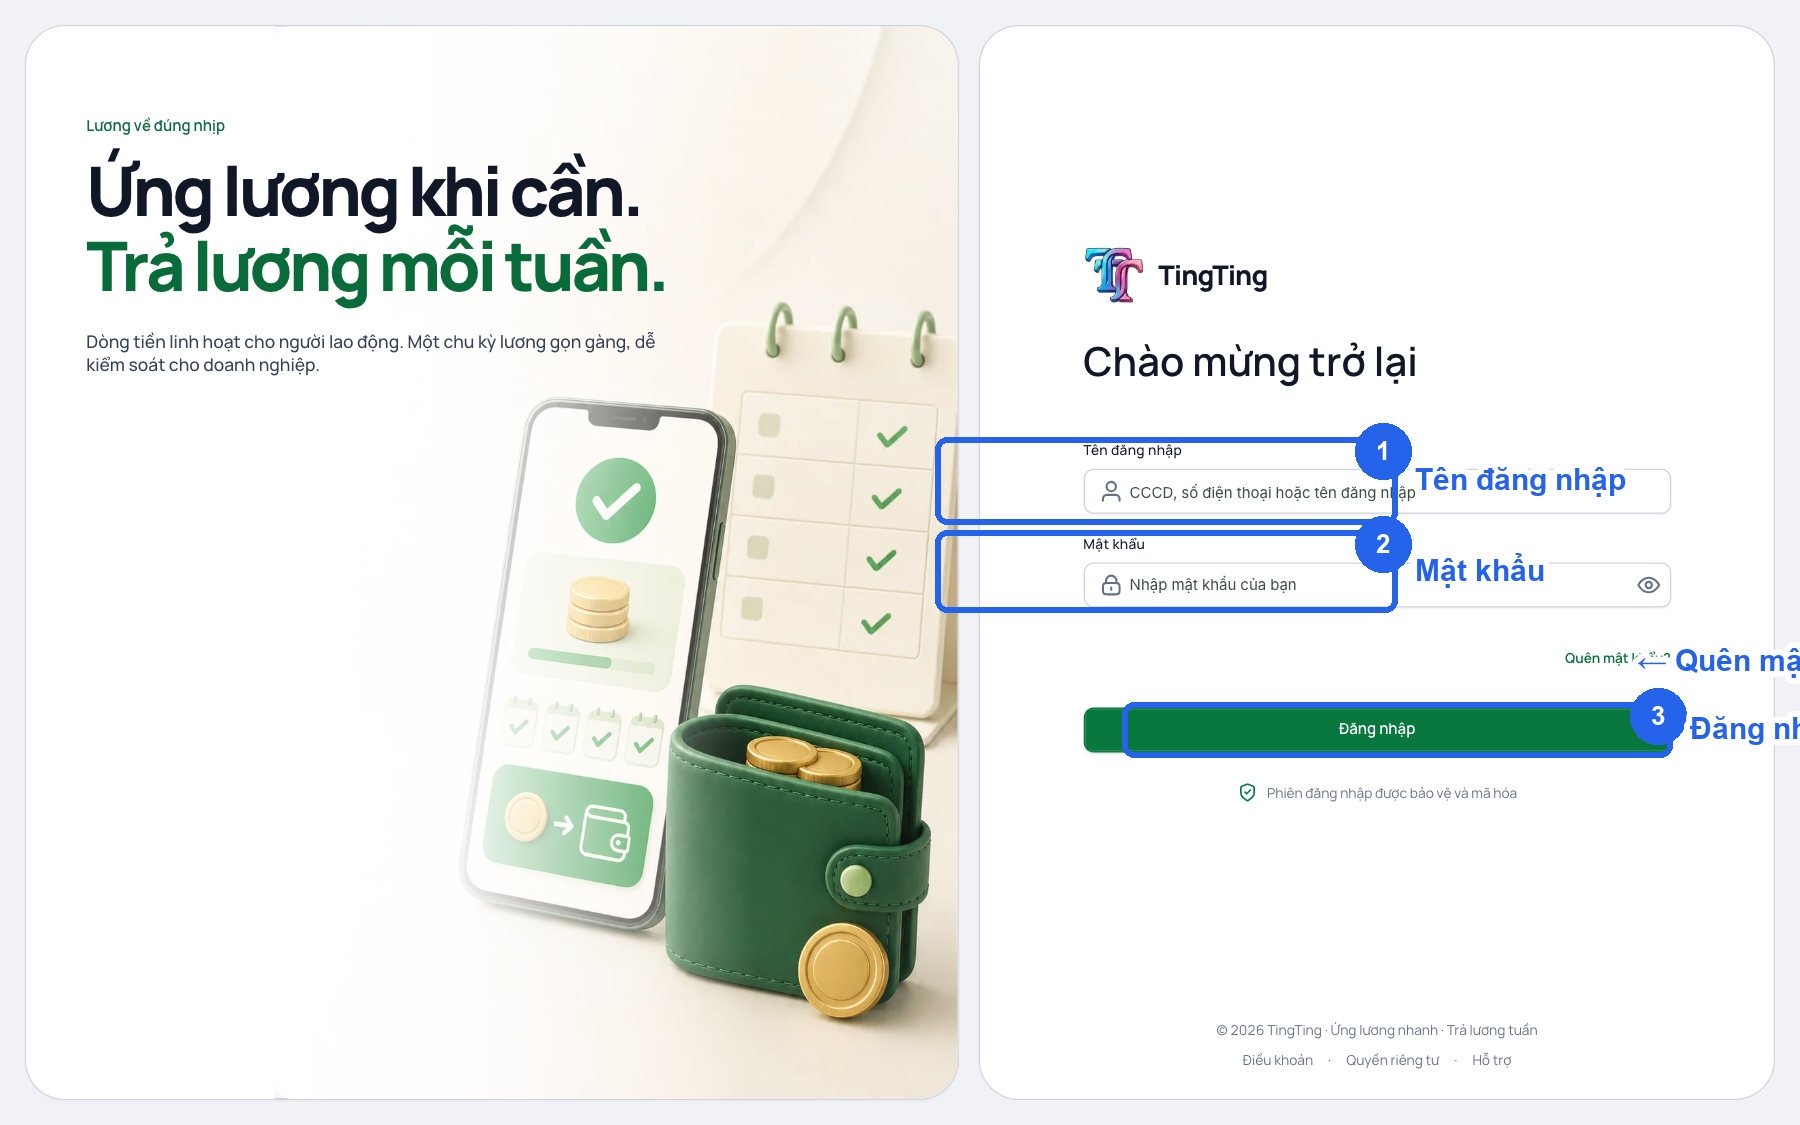 Lương về đúng nhịp
Ứng lương khi cần.
Trả lương mỗi tuần.
Dòng tiền linh hoạt cho người lao động. Một chu kỳ lương gọn gàng, dễ
kiểm soát cho doanh nghiệp.
TingTing
Chào mừng trở lại
Tên đăng nhập
1
CCCD, số điện thoại hoặc tên đăng nhập
Tên đăng nhập
Mật khẩu
2
Nhập mật khẩu của bạn
Mật khẩu
Quên mật khẩu?
← Quên mậ
Đăng nhập
3
Đăng nh
Phiên đăng nhập được bảo vệ và mã hóa
© 2026 TingTing · Ứng lương nhanh · Trả lương tuần
Điều khoản · Quyền riêng tư · Hỗ trợ